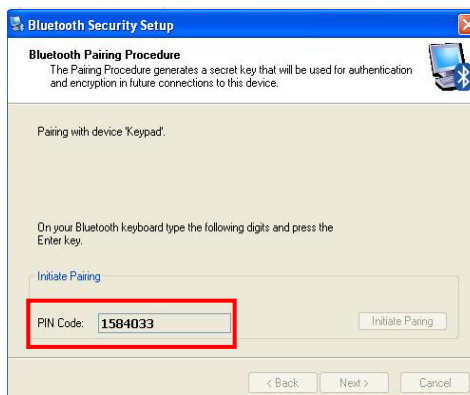 Bluetooth Security Setup
Bluetooth Pairing Procedure
The Pairing Procedure generates a secret key that will be used for authentication
and encryption in future connections to this device.
Pairing with device 'Keypad'.
On your Bluetooth keyboard type the following digits and press the
Enter key.
Initiate Pairing
PIN Code: 1584033 Initiate Paring
< Back Next > Cancel